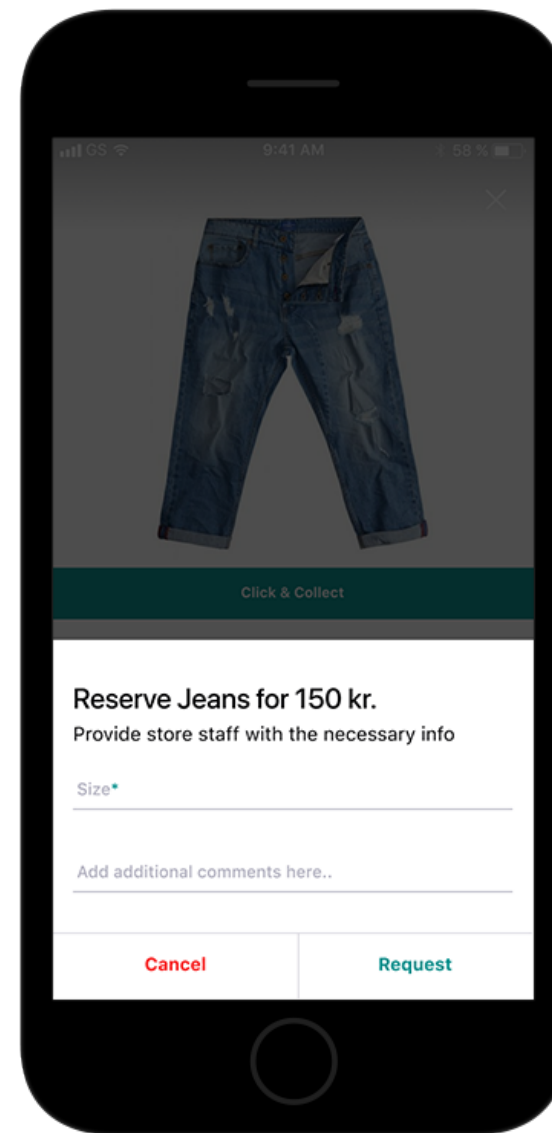 GS 9:41 AM 58 %
Click & Collect
Reserve Jeans for 150 kr.
Provide store staff with the necessary info
Size*
Add additional comments here..
Cancel Request